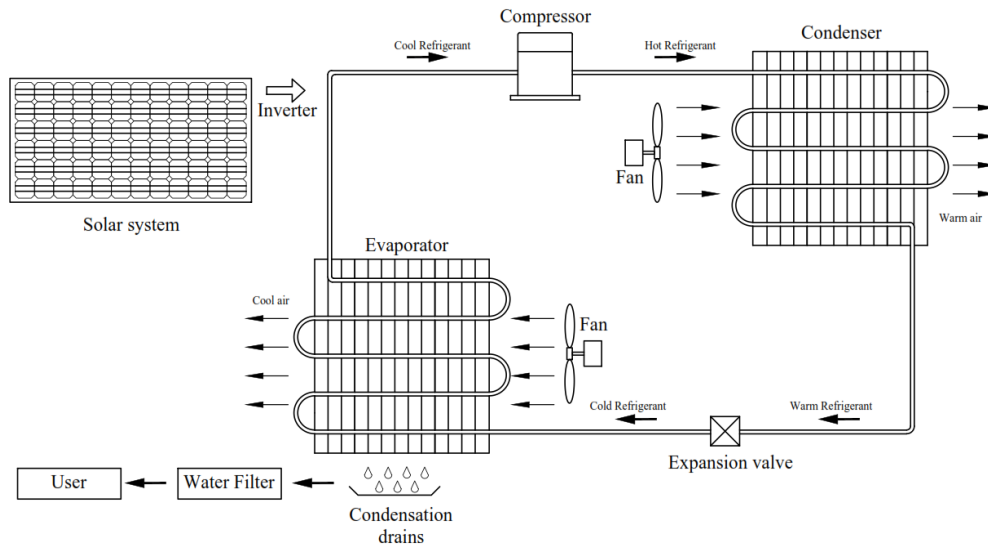 Compressor
Condenser
Cool Refrigerant
Hot Refrigerant
Inverter
Fan
Solar system
Warm air
Evaporator
Cool air
Fan
Cold Refrigerant
Warm Refrigerant
Expansion valve
User
Water Filter
Condensation
drains